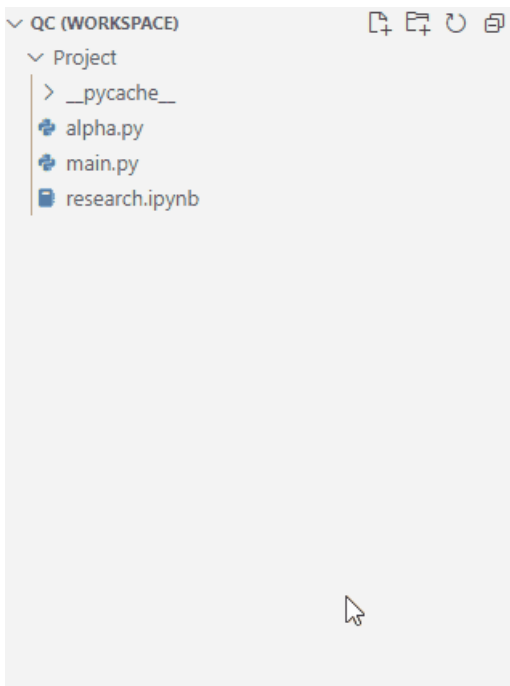 QC (WORKSPACE)
Project
__pycache__
alpha.py
main.py
research.ipynb